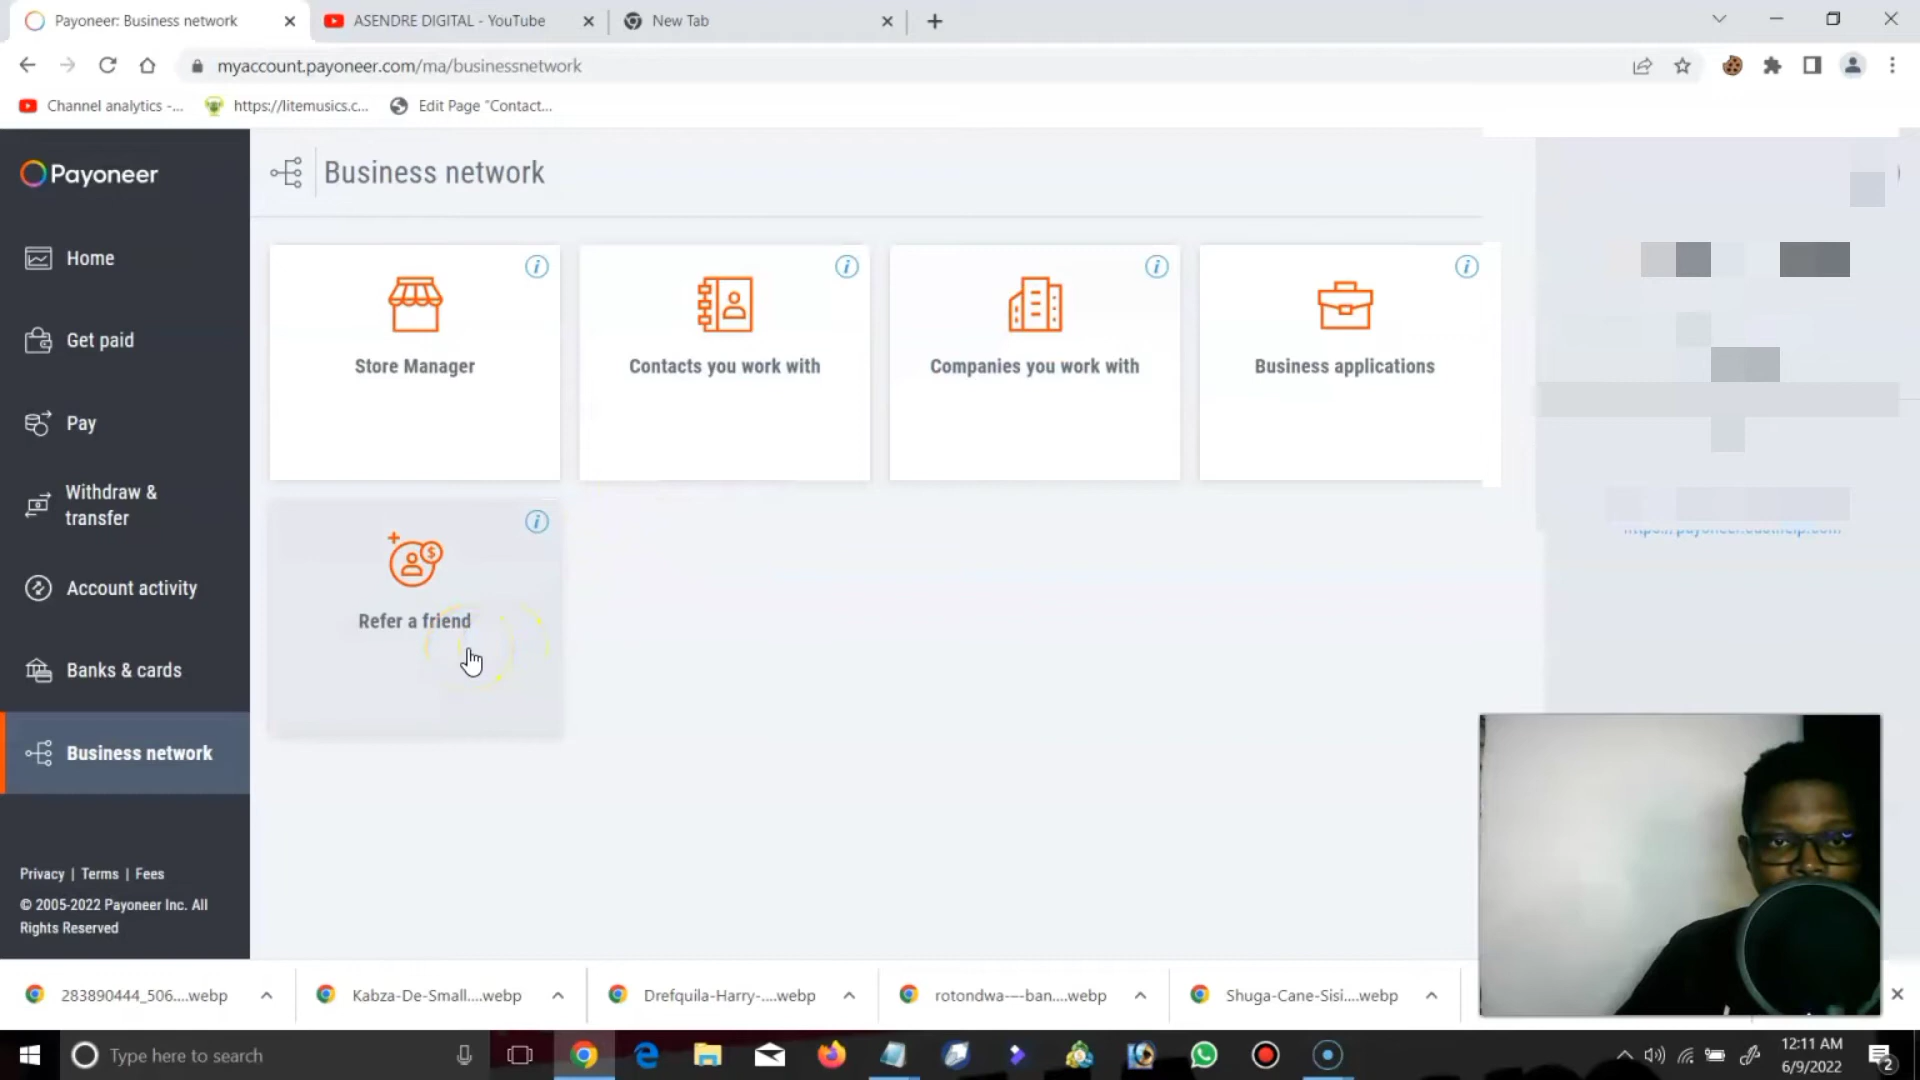 Payoneer: Business network
ASENDRE DIGITAL - YouTube
New Tab
myaccount.payoneer.com/ma/businessnetwork
Channel analytics -...
https://litemusics.c...
Edit Page "Contact...
Payoneer
Business network
Home
Get paid
Pay
Withdraw &
transfer
Account activity
Banks & cards
Business network
Privacy | Terms | Fees
© 2005-2022 Payoneer Inc. All
Rights Reserved
Store Manager
Contacts you work with
Companies you work with
Business applications
Refer a friend
283890444_506....webp
Kabza-De-Small....webp
Drefquila-Harry-....webp
rotondwa-–-ban....webp
Shuga-Cane-Sisi....webp
Type here to search
12:11 AM
6/9/2022
2